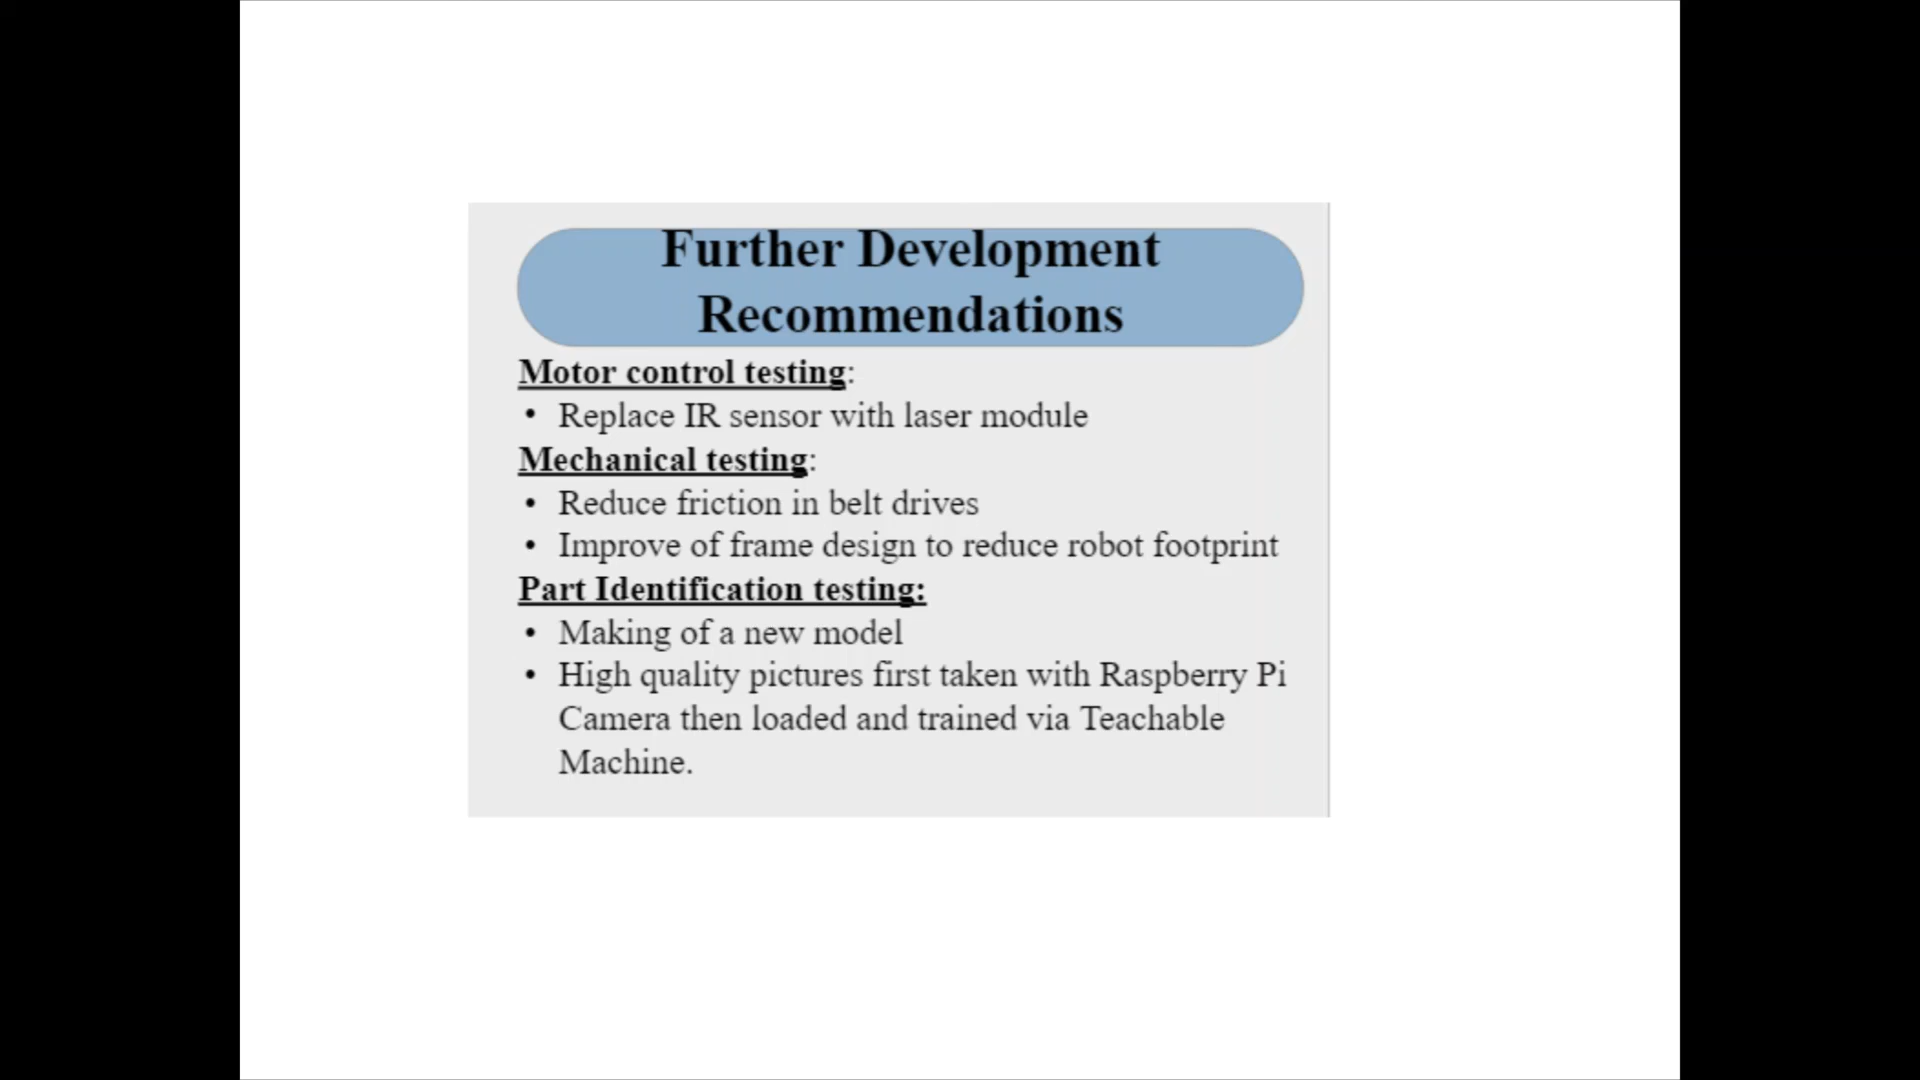 Further Development
Recommendations
Motor control testing:
• Replace IR sensor with laser module
Mechanical testing:
• Reduce friction in belt drives
• Improve of frame design to reduce robot footprint
Part Identification testing:
• Making of a new model
• High quality pictures first taken with Raspberry Pi
Camera then loaded and trained via Teachable
Machine.